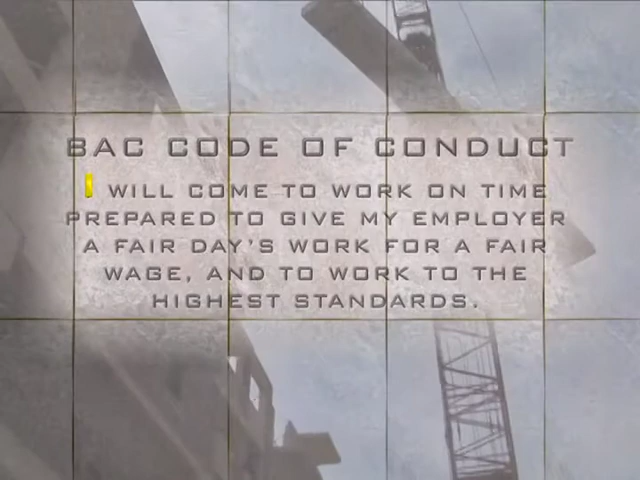 BAC CODE OF CONDUCT
I WILL COME TO WORK ON TIME
PREPARED TO GIVE MY EMPLOYER
A FAIR DAY'S WORK FOR A FAIR
WAGE, AND TO WORK TO THE
HIGHEST STANDARDS.